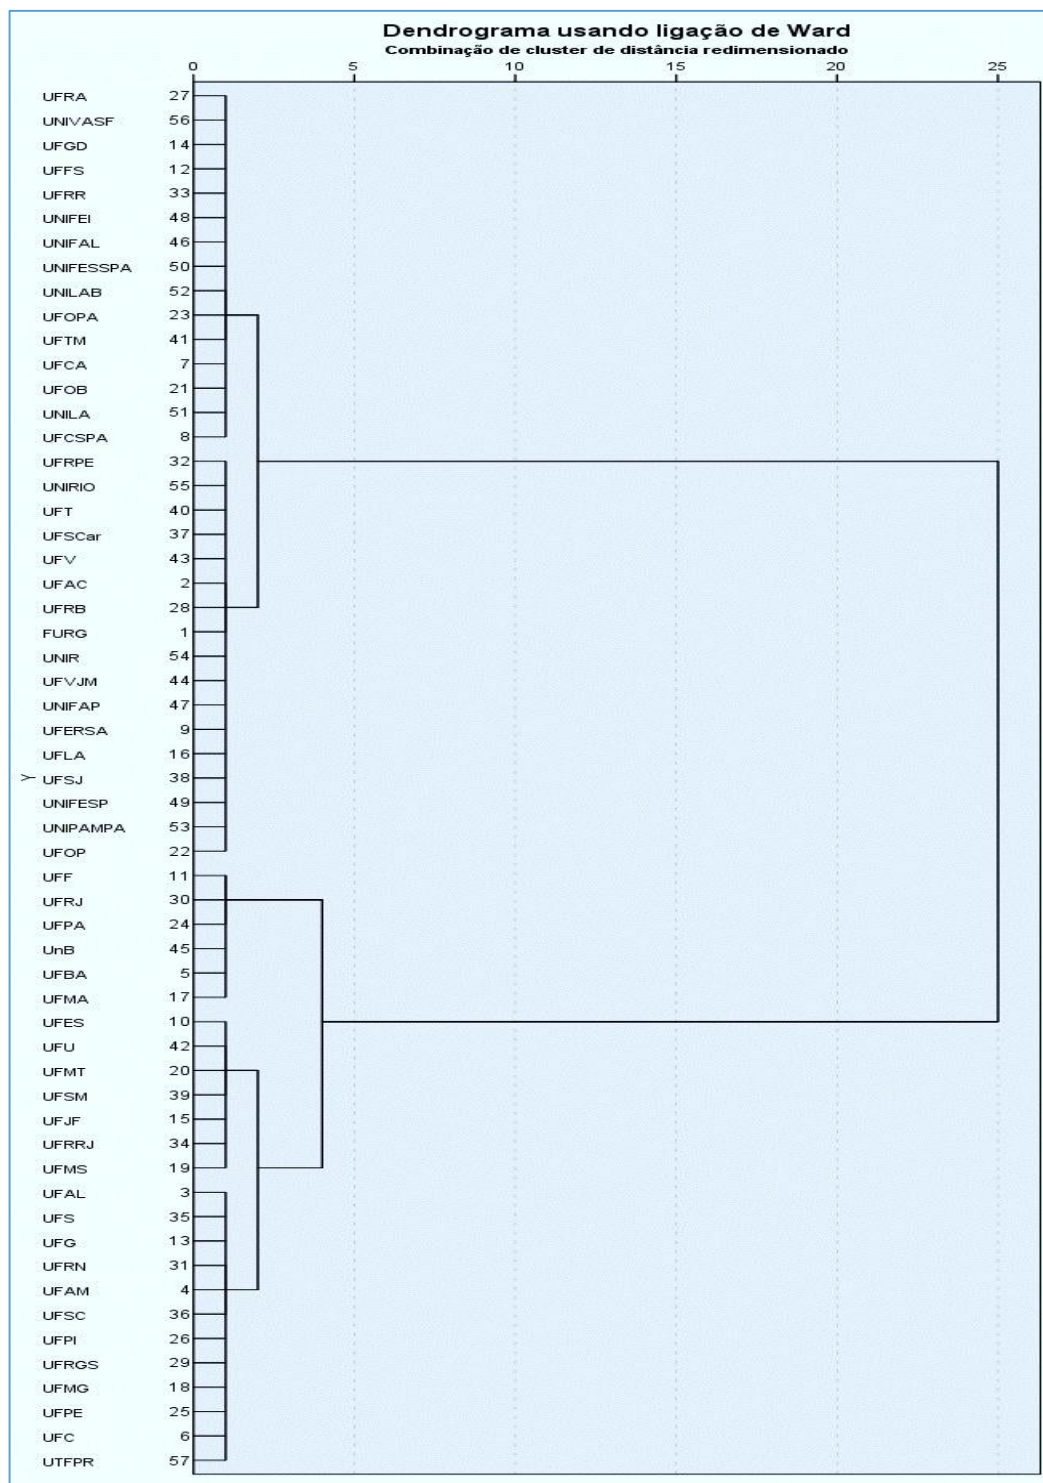 Dendrograma usando ligação de Ward
Combinação de cluster de distância redimensionado
0 5 10 15 20 25
UFRA 27
UNIVASF 56
UFGD 14
UFFS 12
UFRR 33
UNIFEI 48
UNIFAL 46
UNIFESSPA 50
UNILAB 52
UFOPA 23
UFTM 41
UFCA 7
UFOB 21
UNILA 51
UFCSPA 8
UFRPE 32
UNIRIO 55
UFT 40
UFSCar 37
UFV 43
UFAC 2
UFRB 28
FURG 1
UNIR 54
UFVJM 44
UNIFAP 47
UFERSA 9
UFLA 16
Y UFSJ 38
UNIFESP 49
UNIPAMPA 53
UFOP 22
UFF 11
UFRJ 30
UFPA 24
UnB 45
UFBA 5
UFMA 17
UFES 10
UFU 42
UFMT 20
UFSM 39
UFJF 15
UFRRJ 34
UFMS 19
UFAL 3
UFS 35
UFG 13
UFRN 31
UFAM 4
UFSC 36
UFPI 26
UFRGS 29
UFMG 18
UFPE 25
UFC 6
UTFPR 57